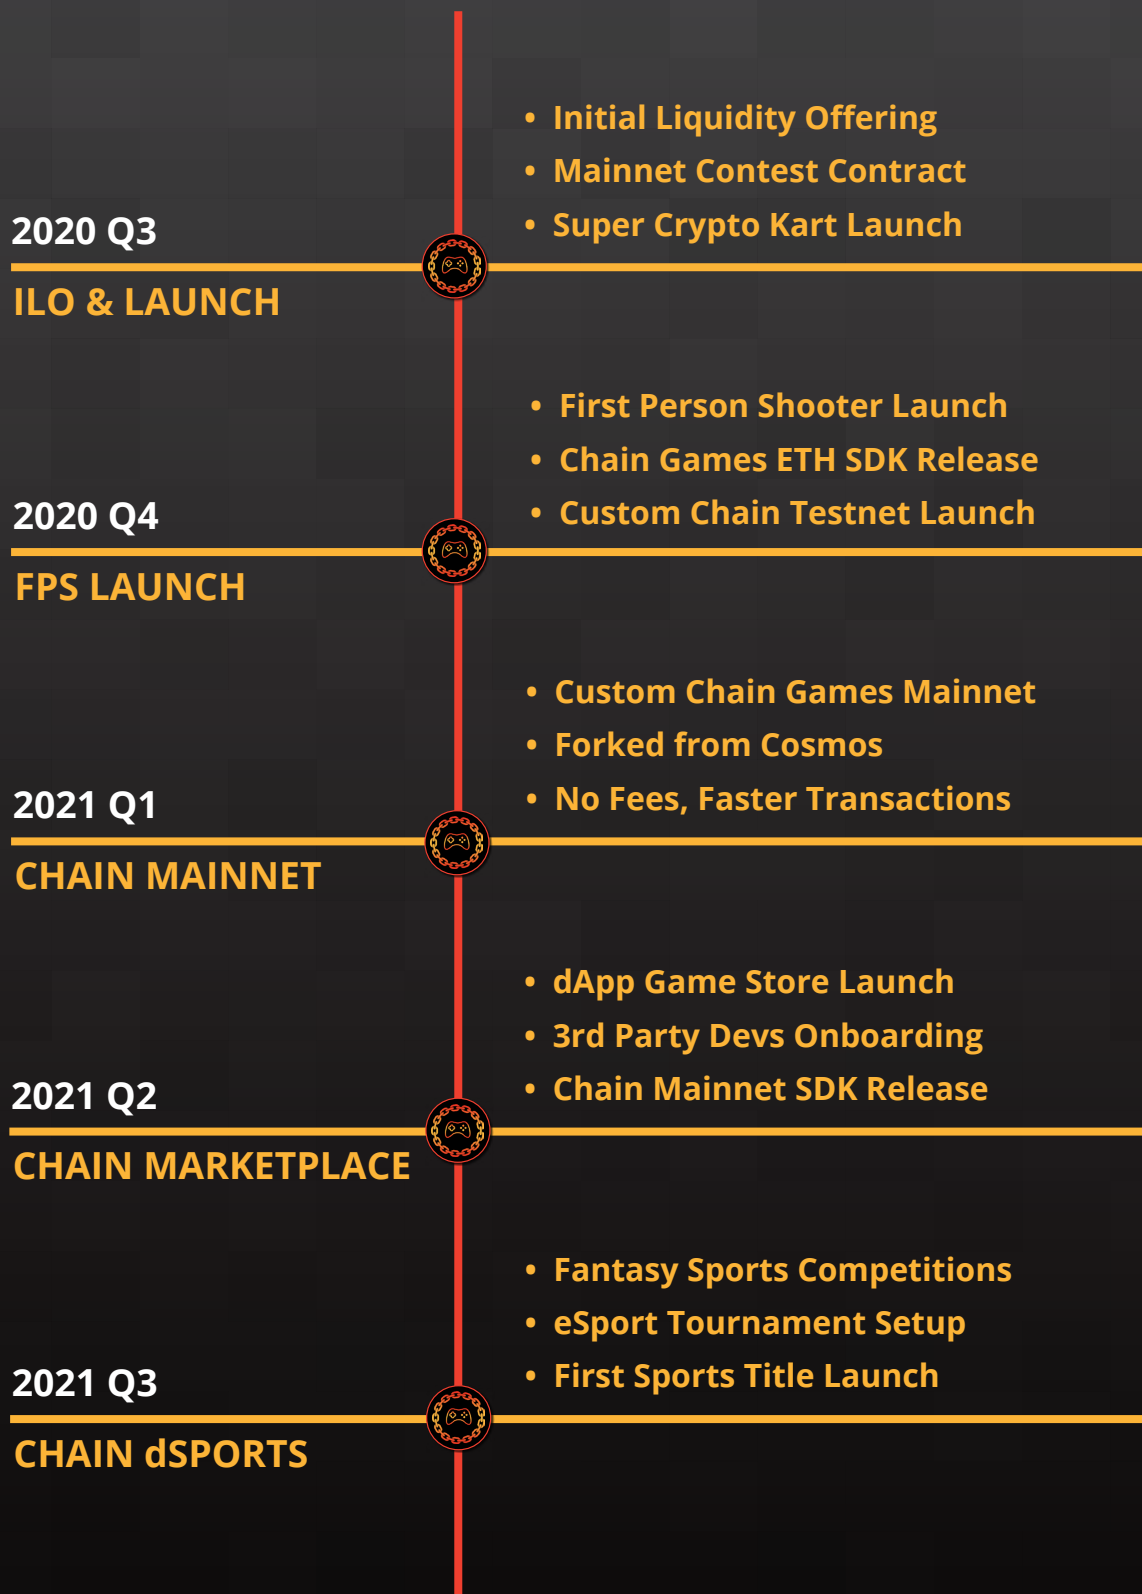 • Initial Liquidity Offering
• Mainnet Contest Contract
• Super Crypto Kart Launch
2020 Q3
ILO & LAUNCH
• First Person Shooter Launch
• Chain Games ETH SDK Release
• Custom Chain Testnet Launch
2020 Q4
FPS LAUNCH
• Custom Chain Games Mainnet
• Forked from Cosmos
• No Fees, Faster Transactions
2021 Q1
CHAIN MAINNET
• dApp Game Store Launch
• 3rd Party Devs Onboarding
• Chain Mainnet SDK Release
2021 Q2
CHAIN MARKETPLACE
• Fantasy Sports Competitions
• eSport Tournament Setup
• First Sports Title Launch
2021 Q3
CHAIN dSPORTS